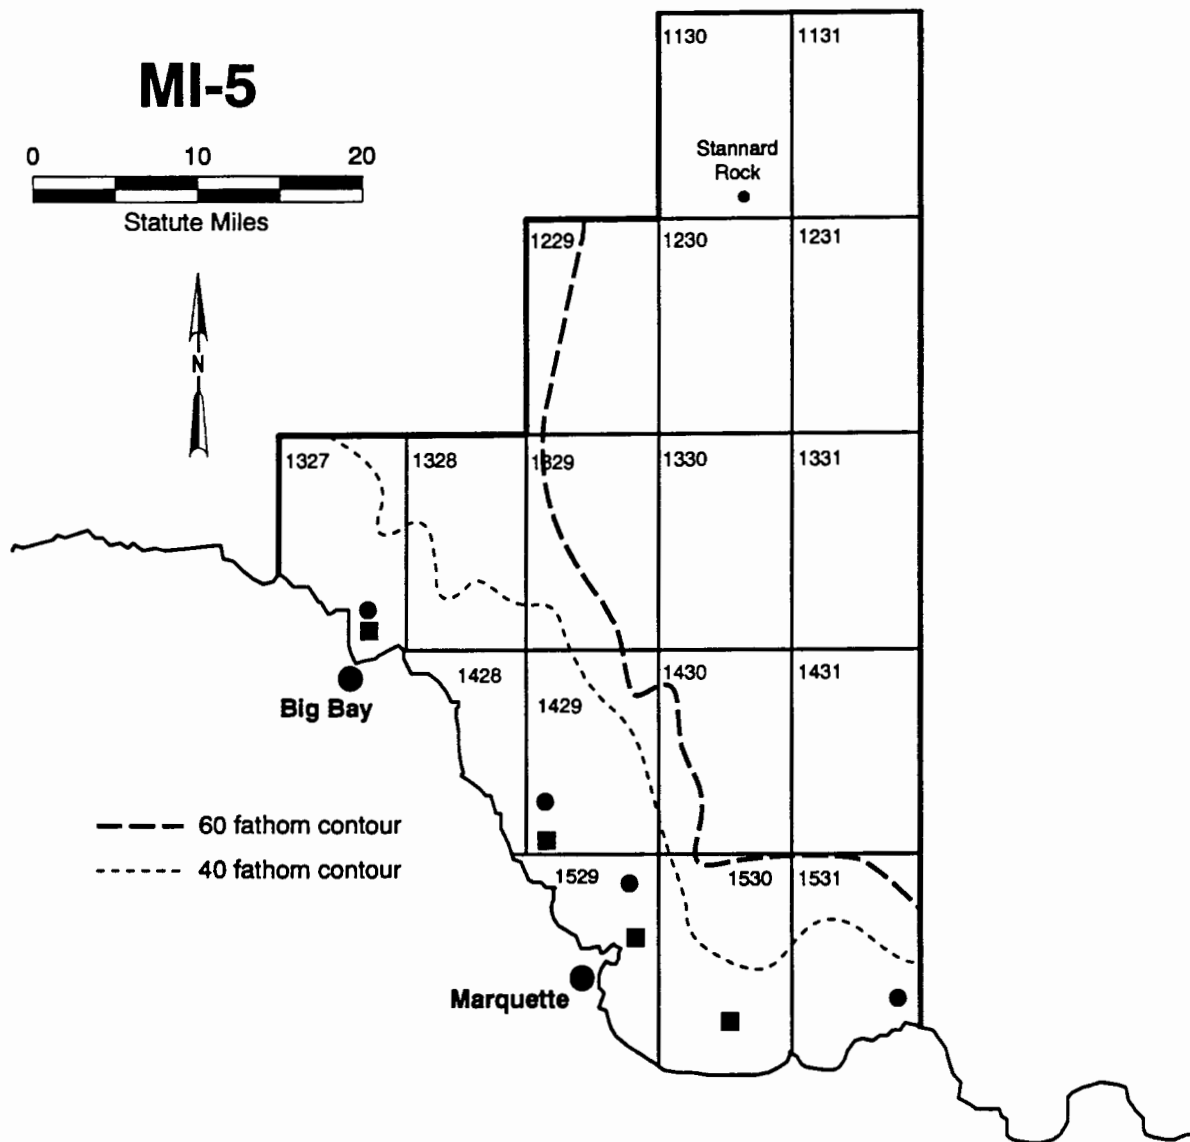 MI-5
0 10 20
Statute Miles
N
1130 1131
Stannard
Rock
1229 1230 1231
1327 1328 1329 1330 1331
1428 1429 1430 1431
Big Bay
60 fathom contour
40 fathom contour
1529 1530 1531
Marquette